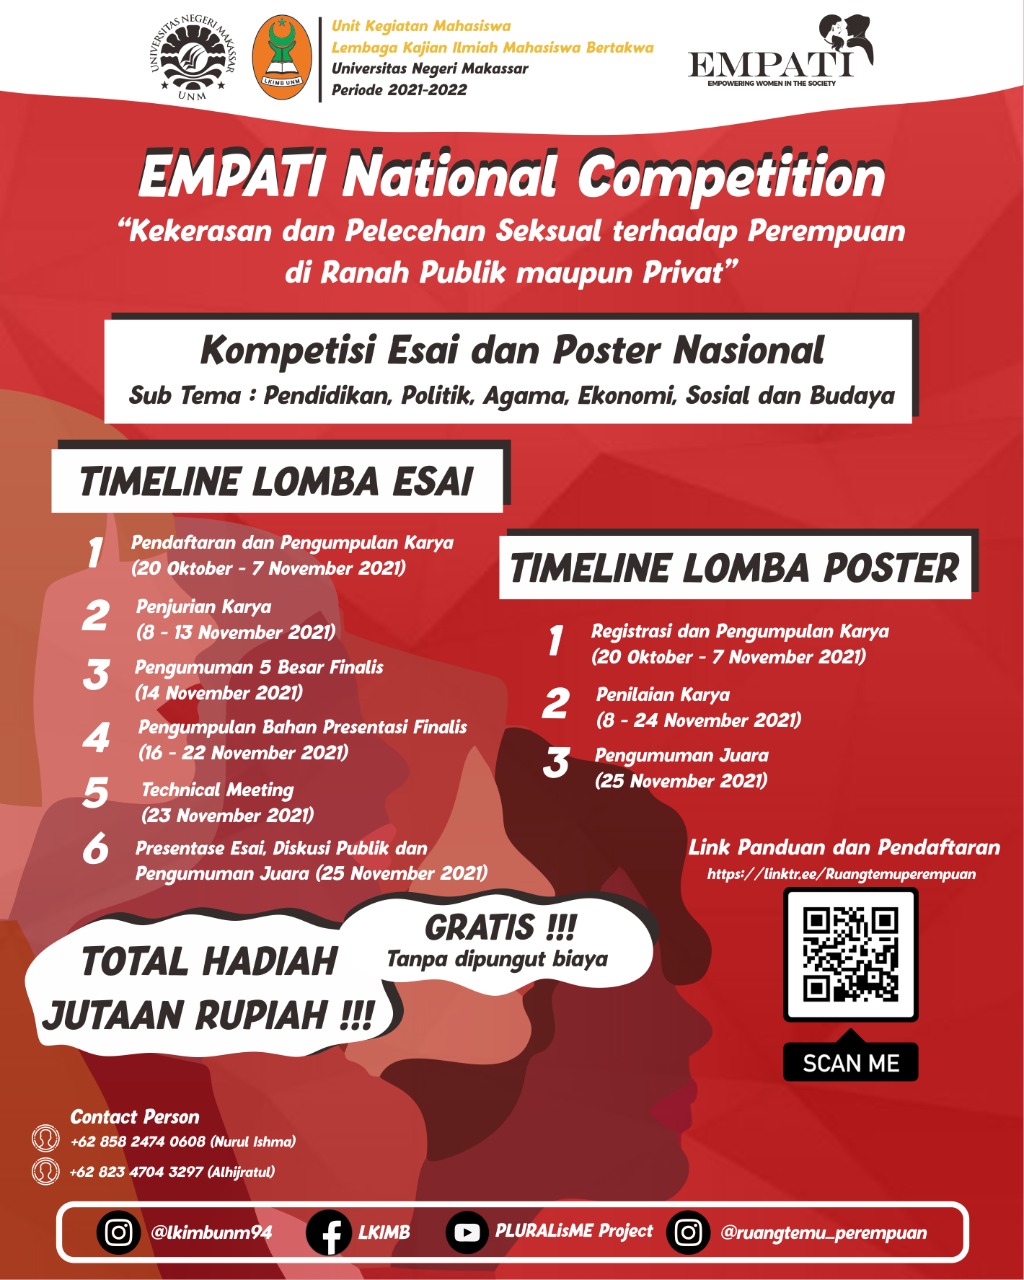 UNIVERSITAS NEGERI MAKASSAR
UNM
LKIMB UNM
Unit Kegiatan Mahasiswa
Lembaga Kajian Ilmiah Mahasiswa Bertakwa
Universitas Negeri Makassar
Periode 2021-2022
EMPATI
EMPOWERING WOMEN IN THE SOCIETY
EMPATI National Competition
“Kekerasan dan Pelecehan Seksual terhadap Perempuan
di Ranah Publik maupun Privat”
Kompetisi Esai dan Poster Nasional
Sub Tema : Pendidikan, Politik, Agama, Ekonomi, Sosial dan Budaya
TIMELINE LOMBA ESAI
1 Pendaftaran dan Pengumpulan Karya
(20 Oktober - 7 November 2021)
2 Penjurian Karya
(8 - 13 November 2021)
3 Pengumuman 5 Besar Finalis
(14 November 2021)
4 Pengumpulan Bahan Presentasi Finalis
(16 - 22 November 2021)
5 Technical Meeting
(23 November 2021)
6 Presentase Esai, Diskusi Publik dan
Pengumuman Juara (25 November 2021)
TIMELINE LOMBA POSTER
1 Registrasi dan Pengumpulan Karya
(20 Oktober - 7 November 2021)
2 Penilaian Karya
(8 - 24 November 2021)
3 Pengumuman Juara
(25 November 2021)
Link Panduan dan Pendaftaran
https://linktr.ee/Ruangtemuperempuan
SCAN ME
GRATIS !!!
Tanpa dipungut biaya
TOTAL HADIAH
JUTAAN RUPIAH !!!
Contact Person
+62 858 2474 0608 (Nurul Ishma)
+62 823 4704 3297 (Alhijratul)
@lkimbunm94
LKIMB
PLURALisME Project
@ruangtemu_perempuan